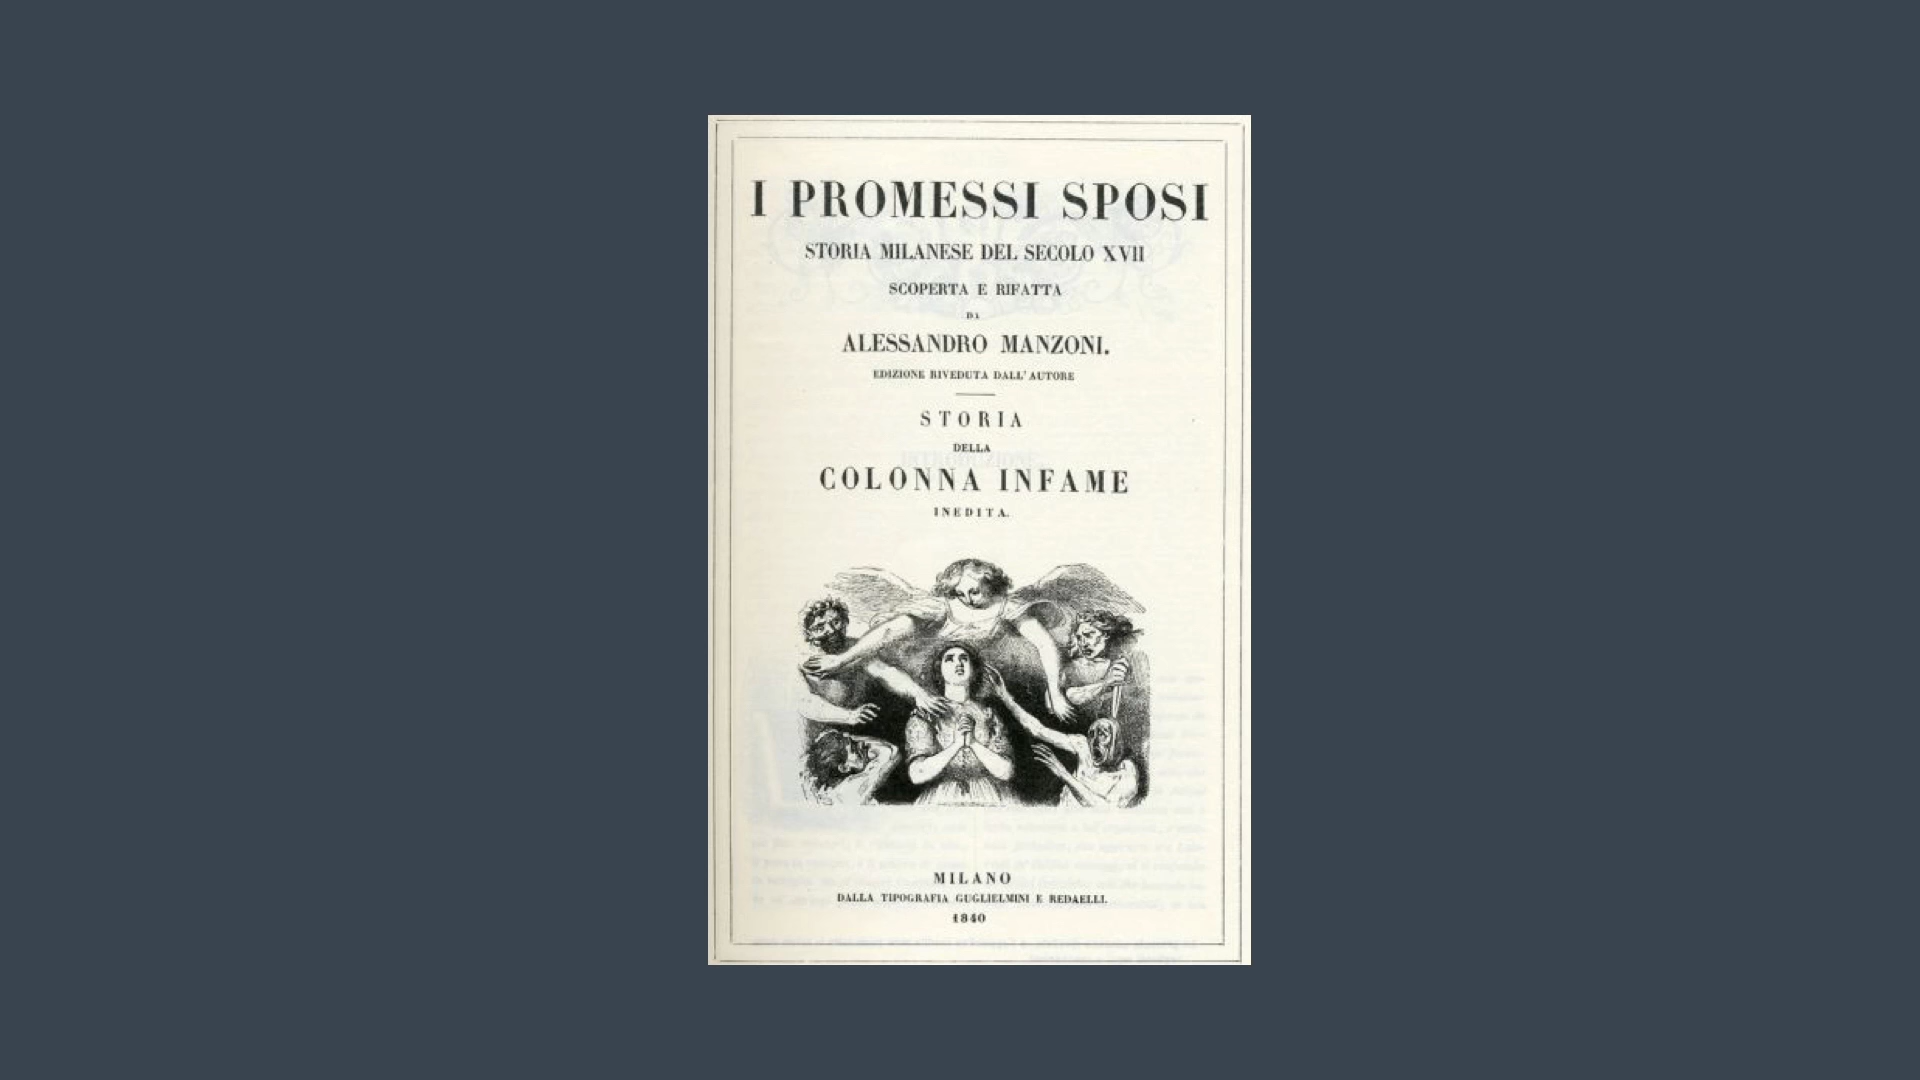 I PROMESSI SPOSI
STORIA MILANESE DEL SECOLO XVII
SCOPERTA E RIFATTA
DA
ALESSANDRO MANZONI.
EDIZIONE RIVEDUTA DALL' AUTORE
STORIA
DELLA
COLONNA INFAME
INEDITA.
MILANO
DALLA TIPOGRAFIA GUGLIELMINI E REDAELLI.
1840